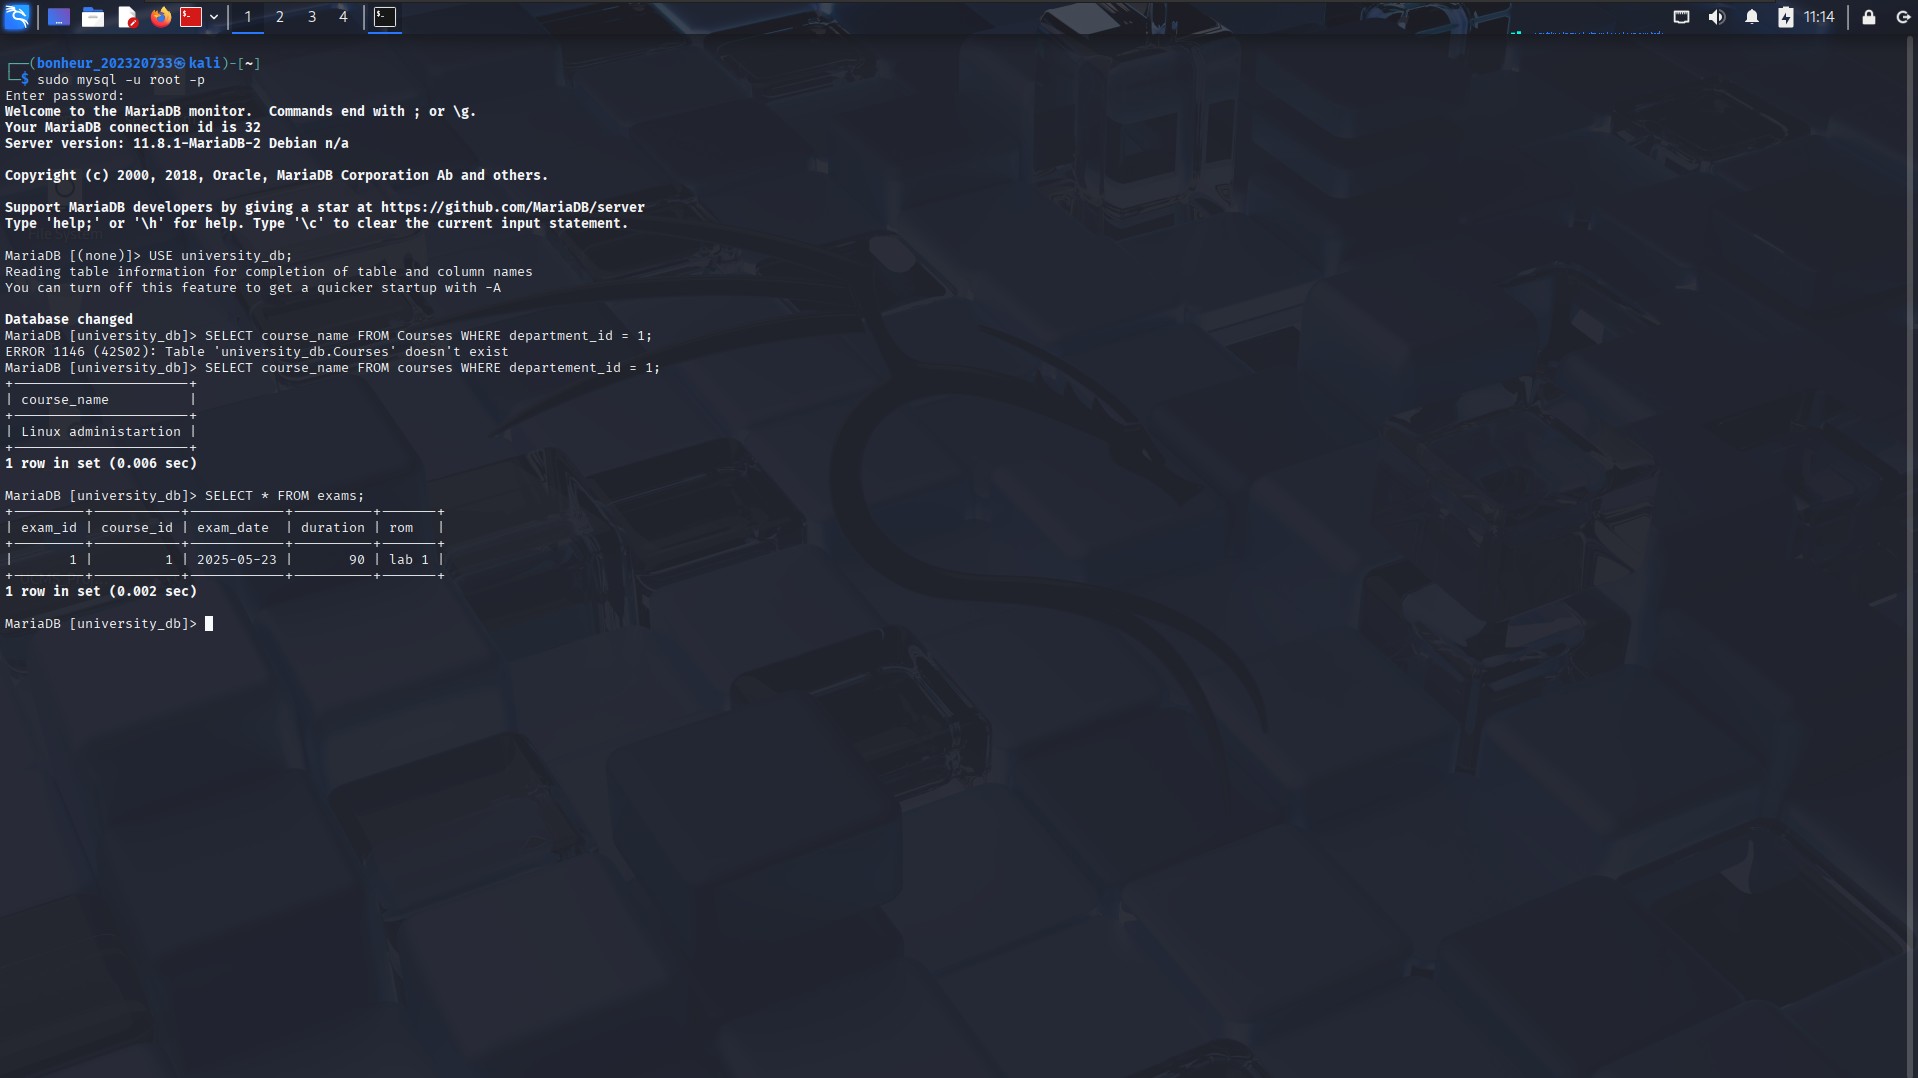 1 2 3 4 11:14
┌──(bonheur_202320733㉿kali)-[~]
└─$ sudo mysql -u root -p
Enter password:
Welcome to the MariaDB monitor.  Commands end with ; or \g.
Your MariaDB connection id is 32
Server version: 11.8.1-MariaDB-2 Debian n/a
Copyright (c) 2000, 2018, Oracle, MariaDB Corporation Ab and others.
Support MariaDB developers by giving a star at https://github.com/MariaDB/server
Type 'help;' or '\h' for help. Type '\c' to clear the current input statement.
MariaDB [(none)]> USE university_db;
Reading table information for completion of table and column names
You can turn off this feature to get a quicker startup with -A
Database changed
MariaDB [university_db]> SELECT course_name FROM Courses WHERE department_id = 1;
ERROR 1146 (42S02): Table 'university_db.Courses' doesn't exist
MariaDB [university_db]> SELECT course_name FROM courses WHERE departement_id = 1;
+----------------------+
| course_name          |
+----------------------+
| Linux administartion |
+----------------------+
1 row in set (0.006 sec)
MariaDB [university_db]> SELECT * FROM exams;
+---------+-----------+------------+----------+-------+
| exam_id | course_id | exam_date  | duration | rom   |
+---------+-----------+------------+----------+-------+
|       1 |         1 | 2025-05-23 |       90 | lab 1 |
+---------+-----------+------------+----------+-------+
1 row in set (0.002 sec)
MariaDB [university_db]>